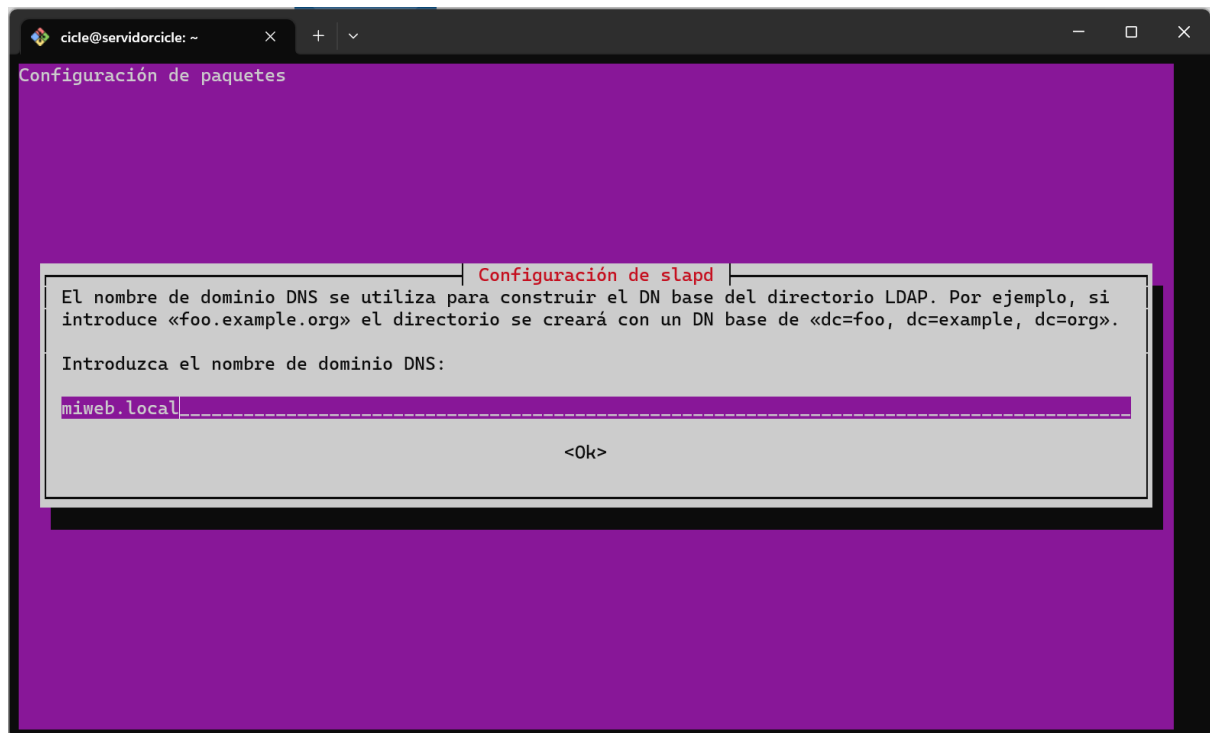 cicle@servidorcicle: ~
Configuración de paquetes
Configuración de slapd
El nombre de dominio DNS se utiliza para construir el DN base del directorio LDAP. Por ejemplo, si
introduce «foo.example.org» el directorio se creará con un DN base de «dc=foo, dc=example, dc=org».
Introduzca el nombre de dominio DNS:
miweb.local
<Ok>